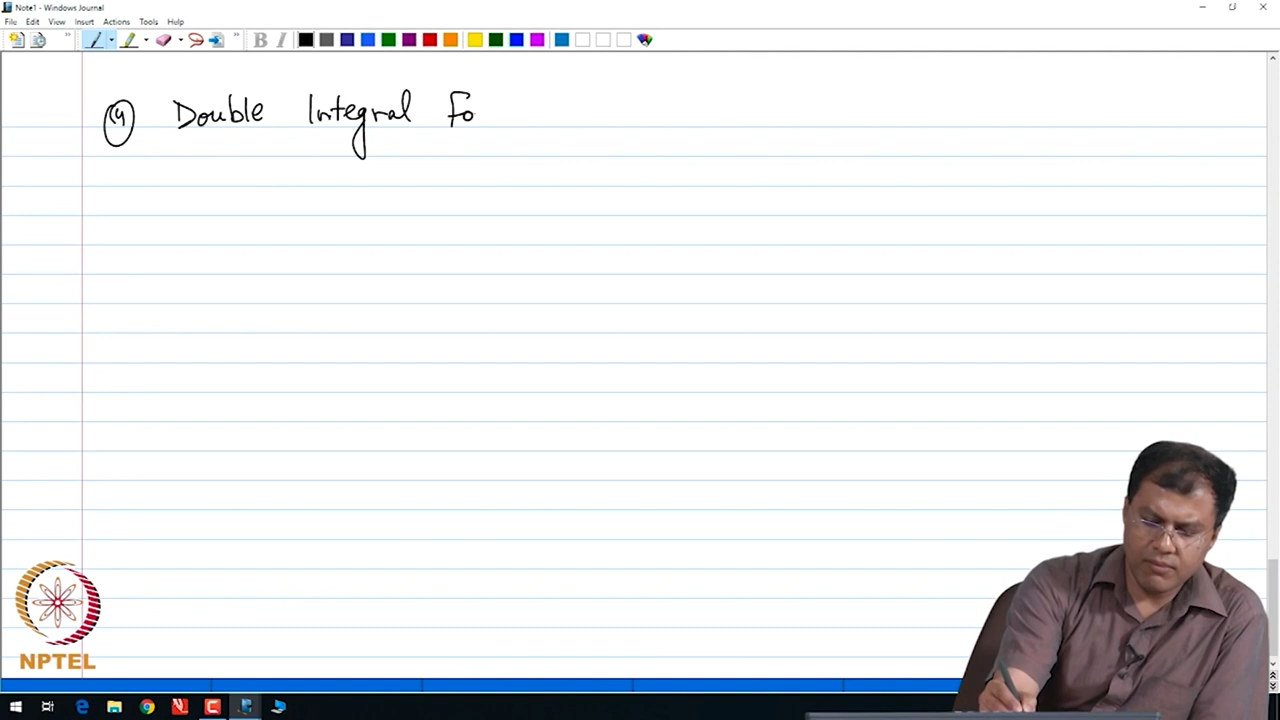 Note1 - Windows Journal
File Edit View Insert Actions Tools Help
B I
④ Double Integral Fo
NPTEL